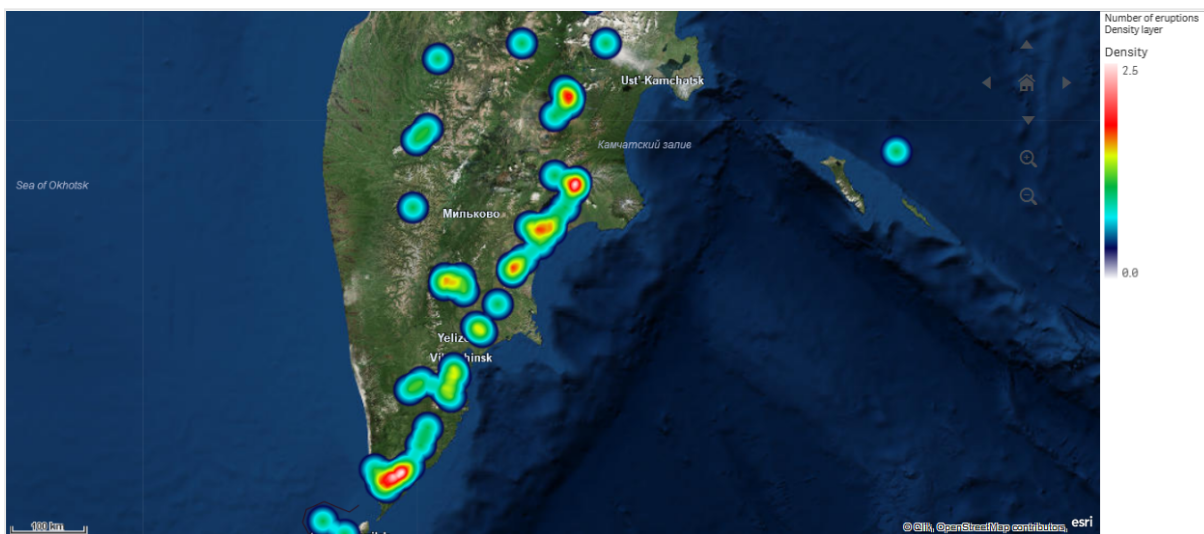 Number of eruptions
Density layer
Density
2.5
0.0
Ust'-Kamchatsk
Камчатский залив
Sea of Okhotsk
Мильково
100 km
© Qlik, OpenStreetMap contributors,
esri